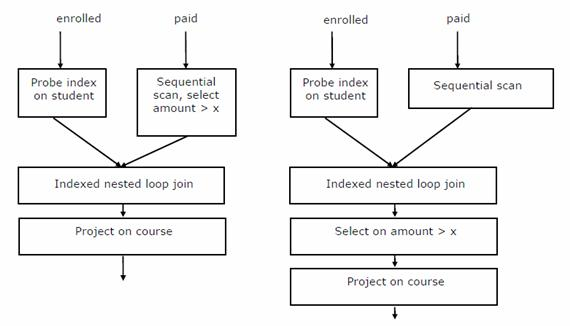 enrolled
paid
Probe index
on student
Sequential
scan, select
amount > x
Indexed nested loop join
Project on course
enrolled
paid
Probe index
on student
Sequential scan
Indexed nested loop join
Select on amount > x
Project on course